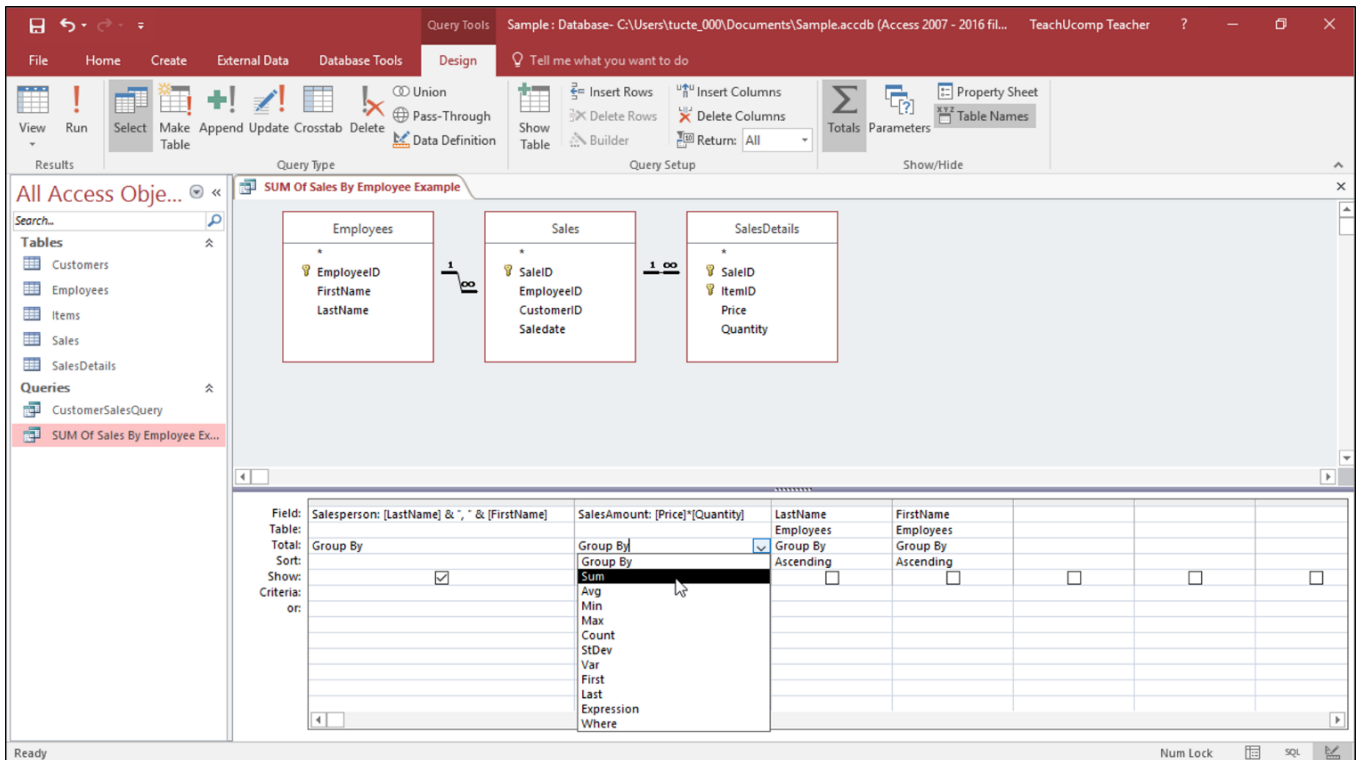 Query Tools Sample : Database- C:\Users\tucte_000\Documents\Sample.accdb (Access 2007 - 2016 fil... TeachUcomp Teacher ?
File Home Create External Data Database Tools Design Tell me what you want to do
View Run Select Make Table Append Update Crosstab Delete
Union
Pass-Through
Data Definition
Show Table
Insert Rows
Delete Rows
Builder
Insert Columns
Delete Columns
Return: All
Totals Parameters
Property Sheet
XYZ Table Names
Results Query Type Query Setup Show/Hide
All Access Obje... «
Search...
Tables
Customers
Employees
Items
Sales
SalesDetails
Queries
CustomerSalesQuery
SUM Of Sales By Employee Ex...
SUM Of Sales By Employee Example
Employees
*
EmployeeID
FirstName
LastName
1 ∞
Sales
*
SaleID
EmployeeID
CustomerID
Saledate
1 ∞
SalesDetails
*
SaleID
ItemID
Price
Quantity
Field: Salesperson: [LastName] & ", " & [FirstName] SalesAmount: [Price]*[Quantity] LastName FirstName
Table: Employees Employees
Total: Group By Group By Group By Group By
Sort: Ascending Ascending
Show:
Criteria:
or:
Group By
Sum
Avg
Min
Max
Count
StDev
Var
First
Last
Expression
Where
Ready Num Lock SQL